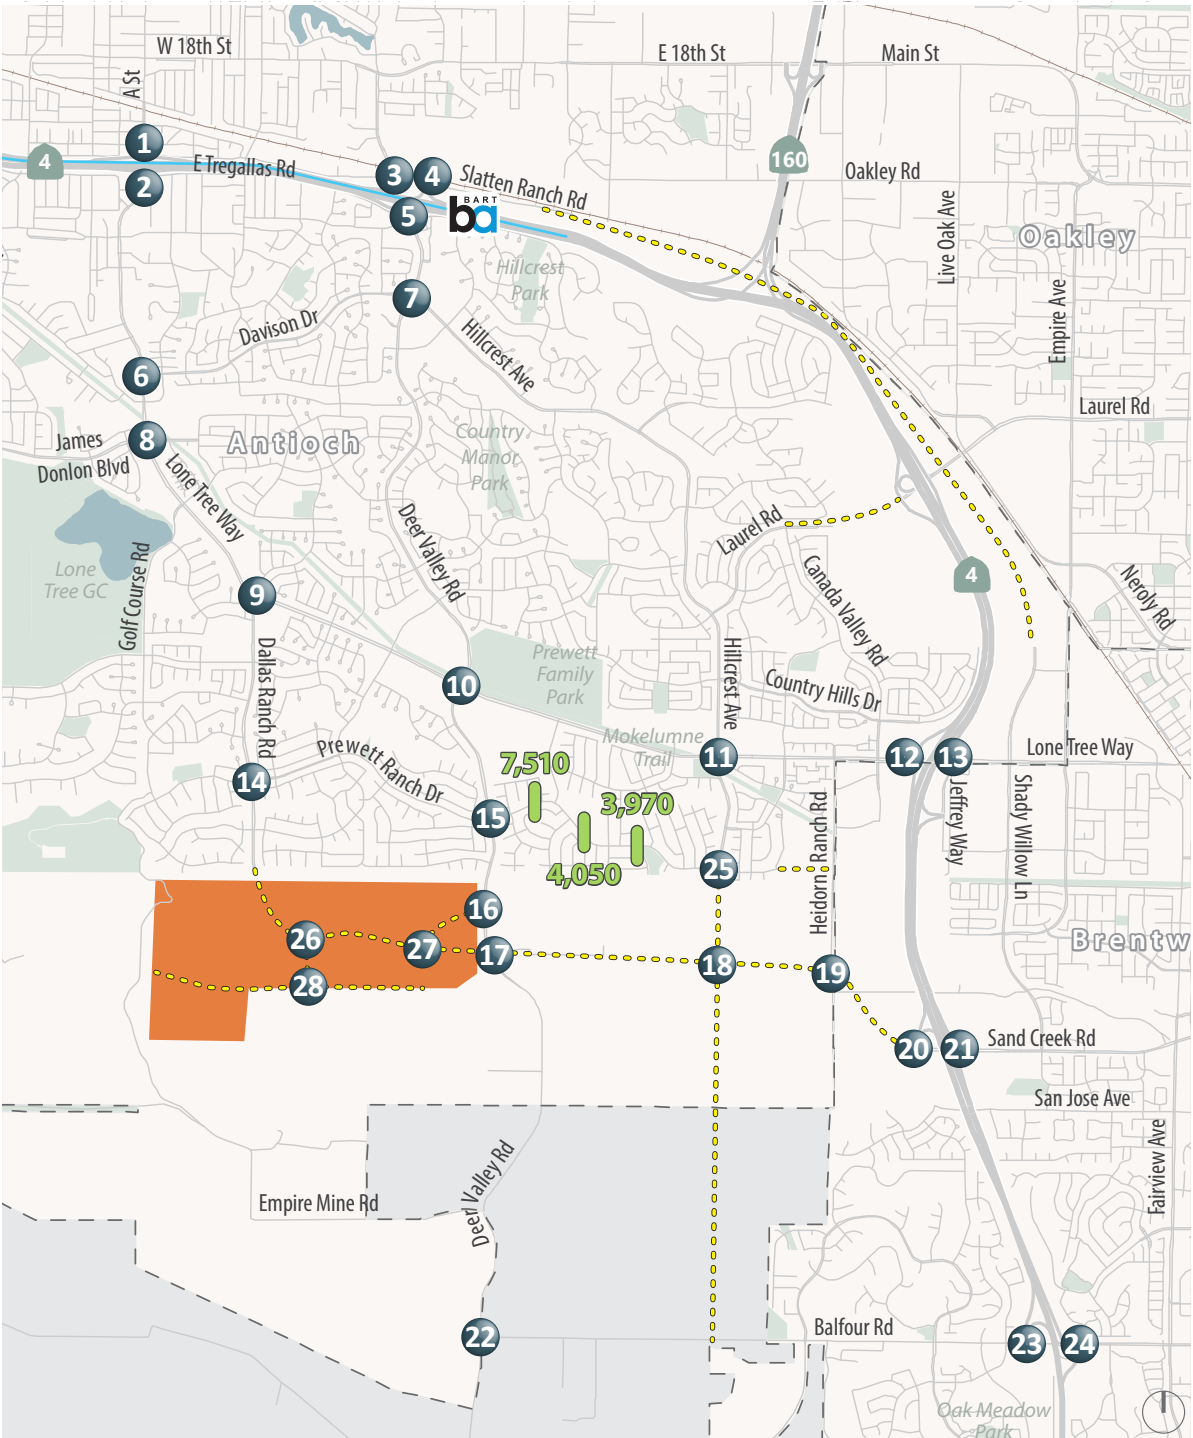 W 18th St
E 18th St
Main St
A St
1
4
E Tregallas Rd
2
3
4
Slatten Ranch Rd
160
Oakley Rd
5
BART
ba
Live Oak Ave
Oakley
Hillcrest
Park
7
Davison Dr
Hillcrest Ave
Empire Ave
6
Laurel Rd
8
James
Donlon Blvd
Antioch
Country
Manor
Park
Lone Tree Way
Deer Valley Rd
Laurel Rd
Lone
Tree GC
Golf Course Rd
9
Canada Valley Rd
4
Neroly Rd
Dallas Ranch Rd
Prewett
Family
Park
10
Hillcrest Ave
Country Hills Dr
Mokelumne
Trail
11
12
13
Lone Tree Way
14
Prewett Ranch Dr
7,510
3,970
4,050
15
Heidorn Ranch Rd
Jeffrey Way
Shady Willow Ln
25
16
26
27
17
18
19
Brentw
28
20
21
Sand Creek Rd
San Jose Ave
Fairview Ave
Empire Mine Rd
Deer Valley Rd
22
Balfour Rd
23
24
Oak Meadow
Park